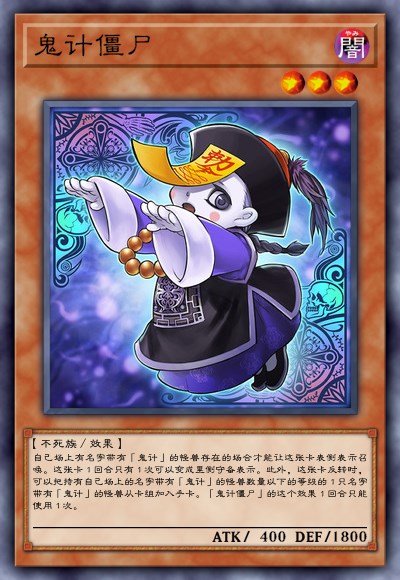 鬼计僵尸
やみ
闇
勅令
【不死族／效果】
自己场上有名字带有「鬼计」的怪兽存在的场合才能让这张卡表侧表示召
唤。这张卡1回合只有1次可以变成里侧守备表示。此外，这张卡反转时，
可以把持有自己场上的名字带有「鬼计」的怪兽数量以下的等级的1只名字
带有「鬼计」的怪兽从卡组加入手卡。「鬼计僵尸」的这个效果1回合只能
使用1次。
ATK/ 400 DEF/1800